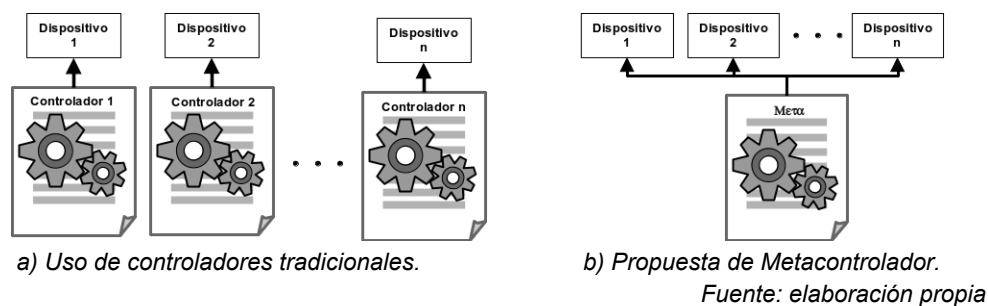 Dispositivo
1
Dispositivo
2
Dispositivo
n
Controlador 1
Controlador 2
Controlador n
a) Uso de controladores tradicionales.
Dispositivo
1
Dispositivo
2
Dispositivo
n
Μετα
b) Propuesta de Metacontrolador.
Fuente: elaboración propia